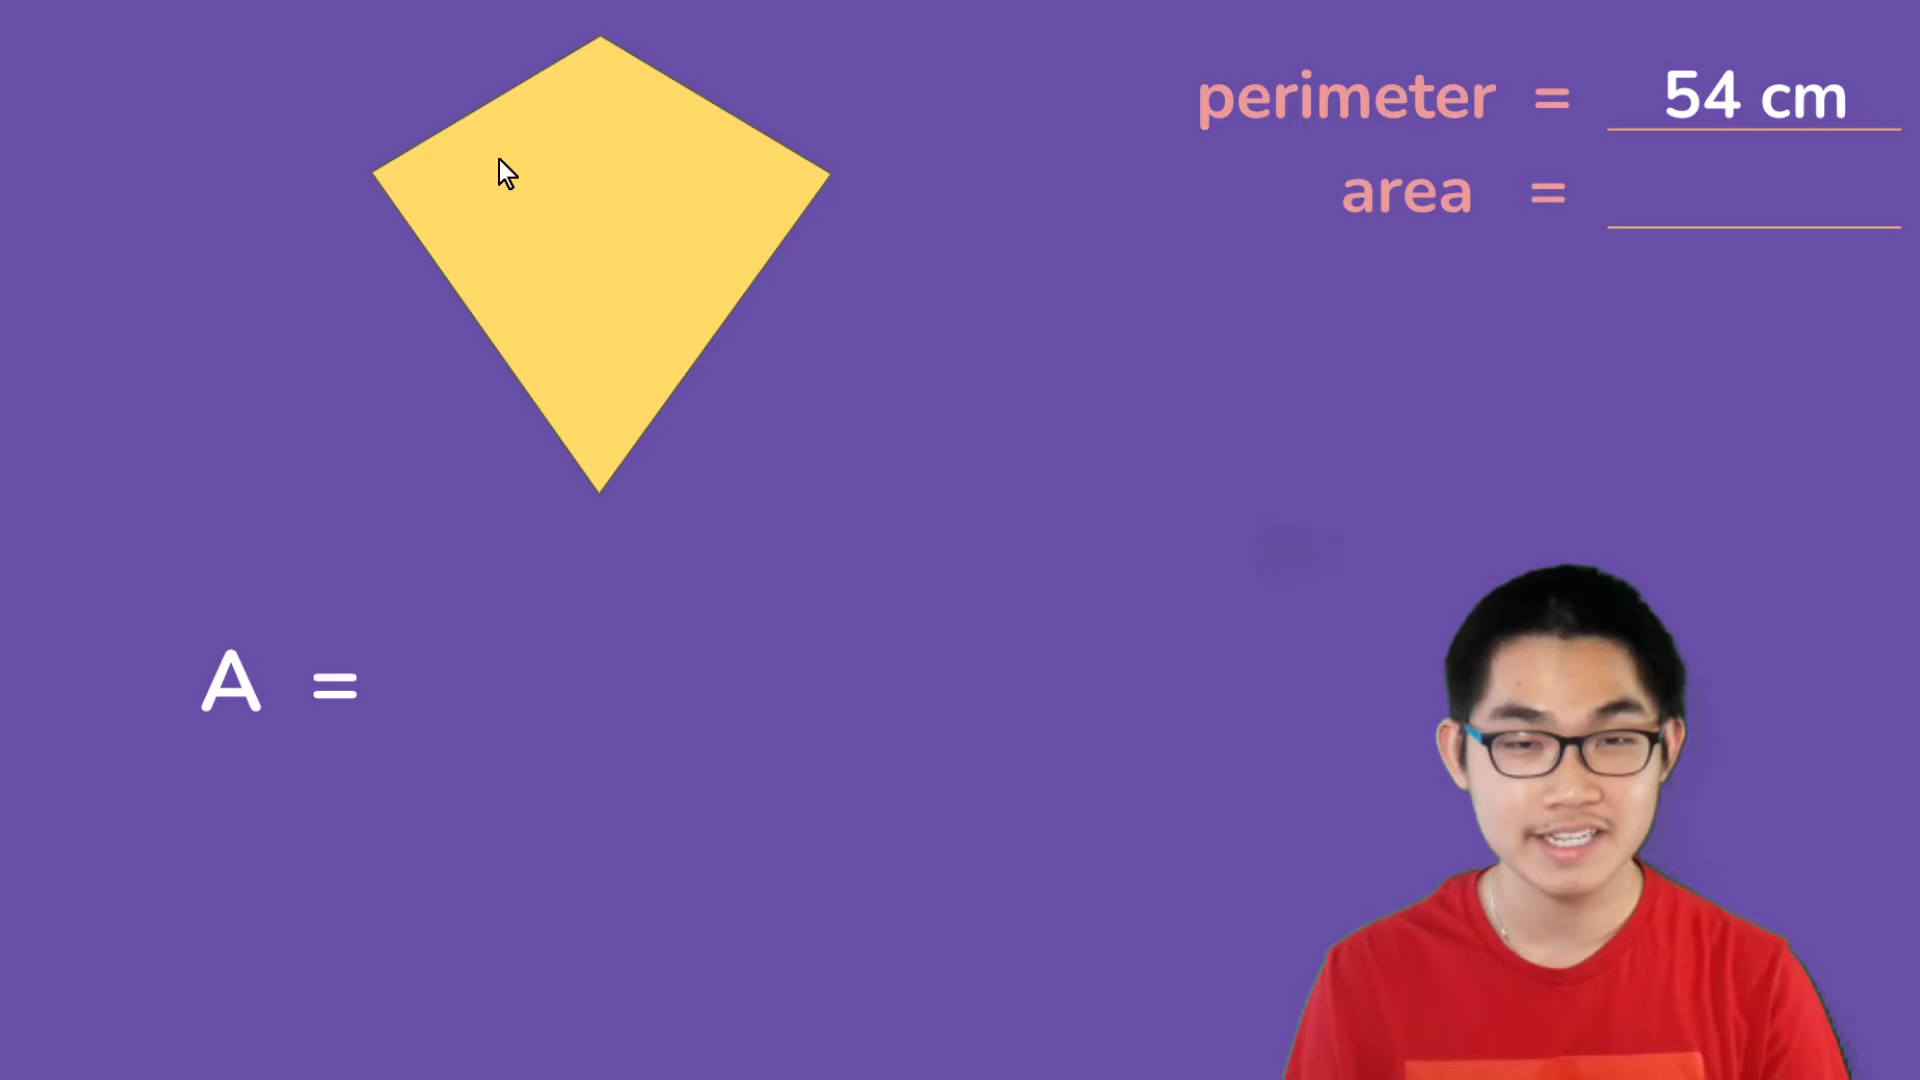 perimeter = 54 cm
area =
A =